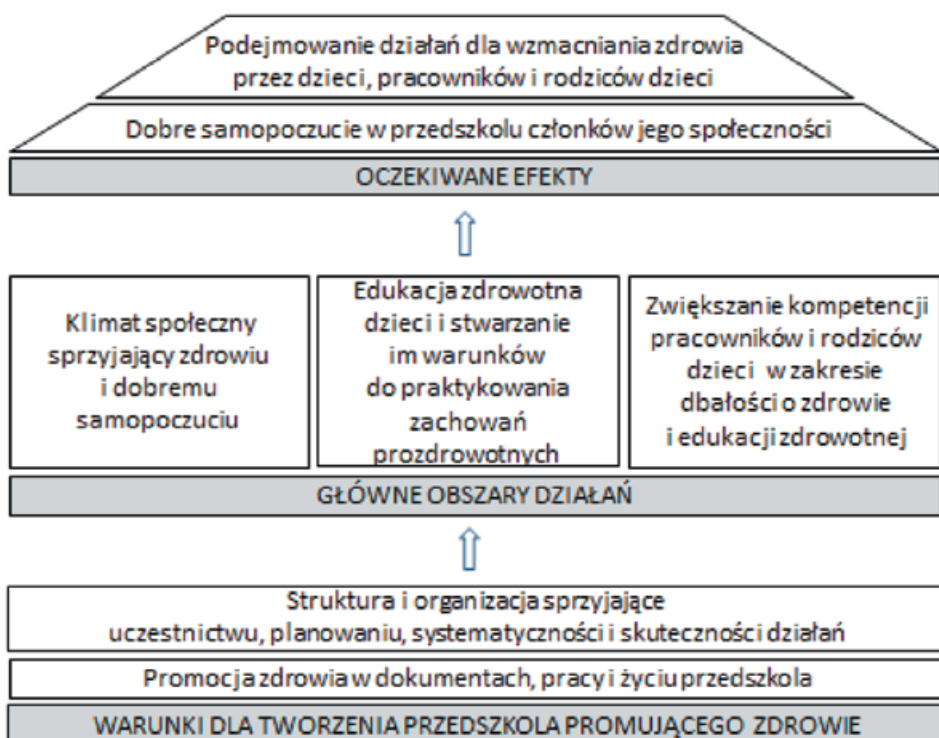 Podejmowanie działań dla wzmacniania zdrowia
przez dzieci, pracowników i rodziców dzieci
Dobre samopoczucie w przedszkolu członków jego społeczności
OCZEKIWANE EFEKTY
Klimat społeczny
sprzyjający zdrowiu
i dobremu
samopoczuciu
Edukacja zdrowotna
dzieci i stwarzanie
im warunków
do praktykowania
zachowań
prozdrowotnych
Zwiększanie kompetencji
pracowników i rodziców
dzieci w zakresie
dbałości o zdrowie
i edukacji zdrowotnej
GŁÓWNE OBSZARY DZIAŁAŃ
Struktura i organizacja sprzyjające
uczestnictwu, planowaniu, systematyczności i skuteczności działań
Promocja zdrowia w dokumentach, pracy i życiu przedszkola
WARUNKI DLA TWORZENIA PRZEDSZKOLA PROMUJĄCEGO ZDROWIE